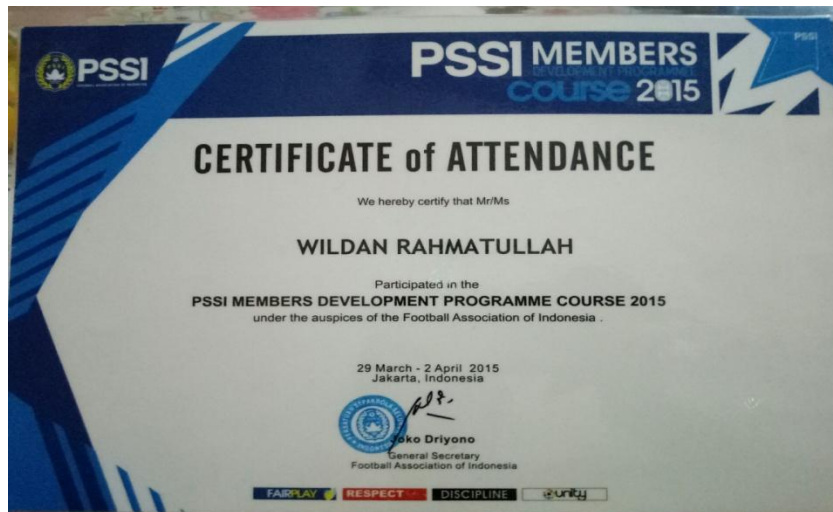 PSSI
PSSI MEMBERS
DEVELOPMENT PROGRAMME
course 2015
PSSI
CERTIFICATE of ATTENDANCE
We hereby certify that Mr/Ms
WILDAN RAHMATULLAH
Participated in the
PSSI MEMBERS DEVELOPMENT PROGRAMME COURSE 2015
under the auspices of the Football Association of Indonesia .
29 March - 2 April 2015
Jakarta, Indonesia
Joko Driyono
General Secretary
Football Association of Indonesia
FAIRPLAY RESPECT DISCIPLINE unity